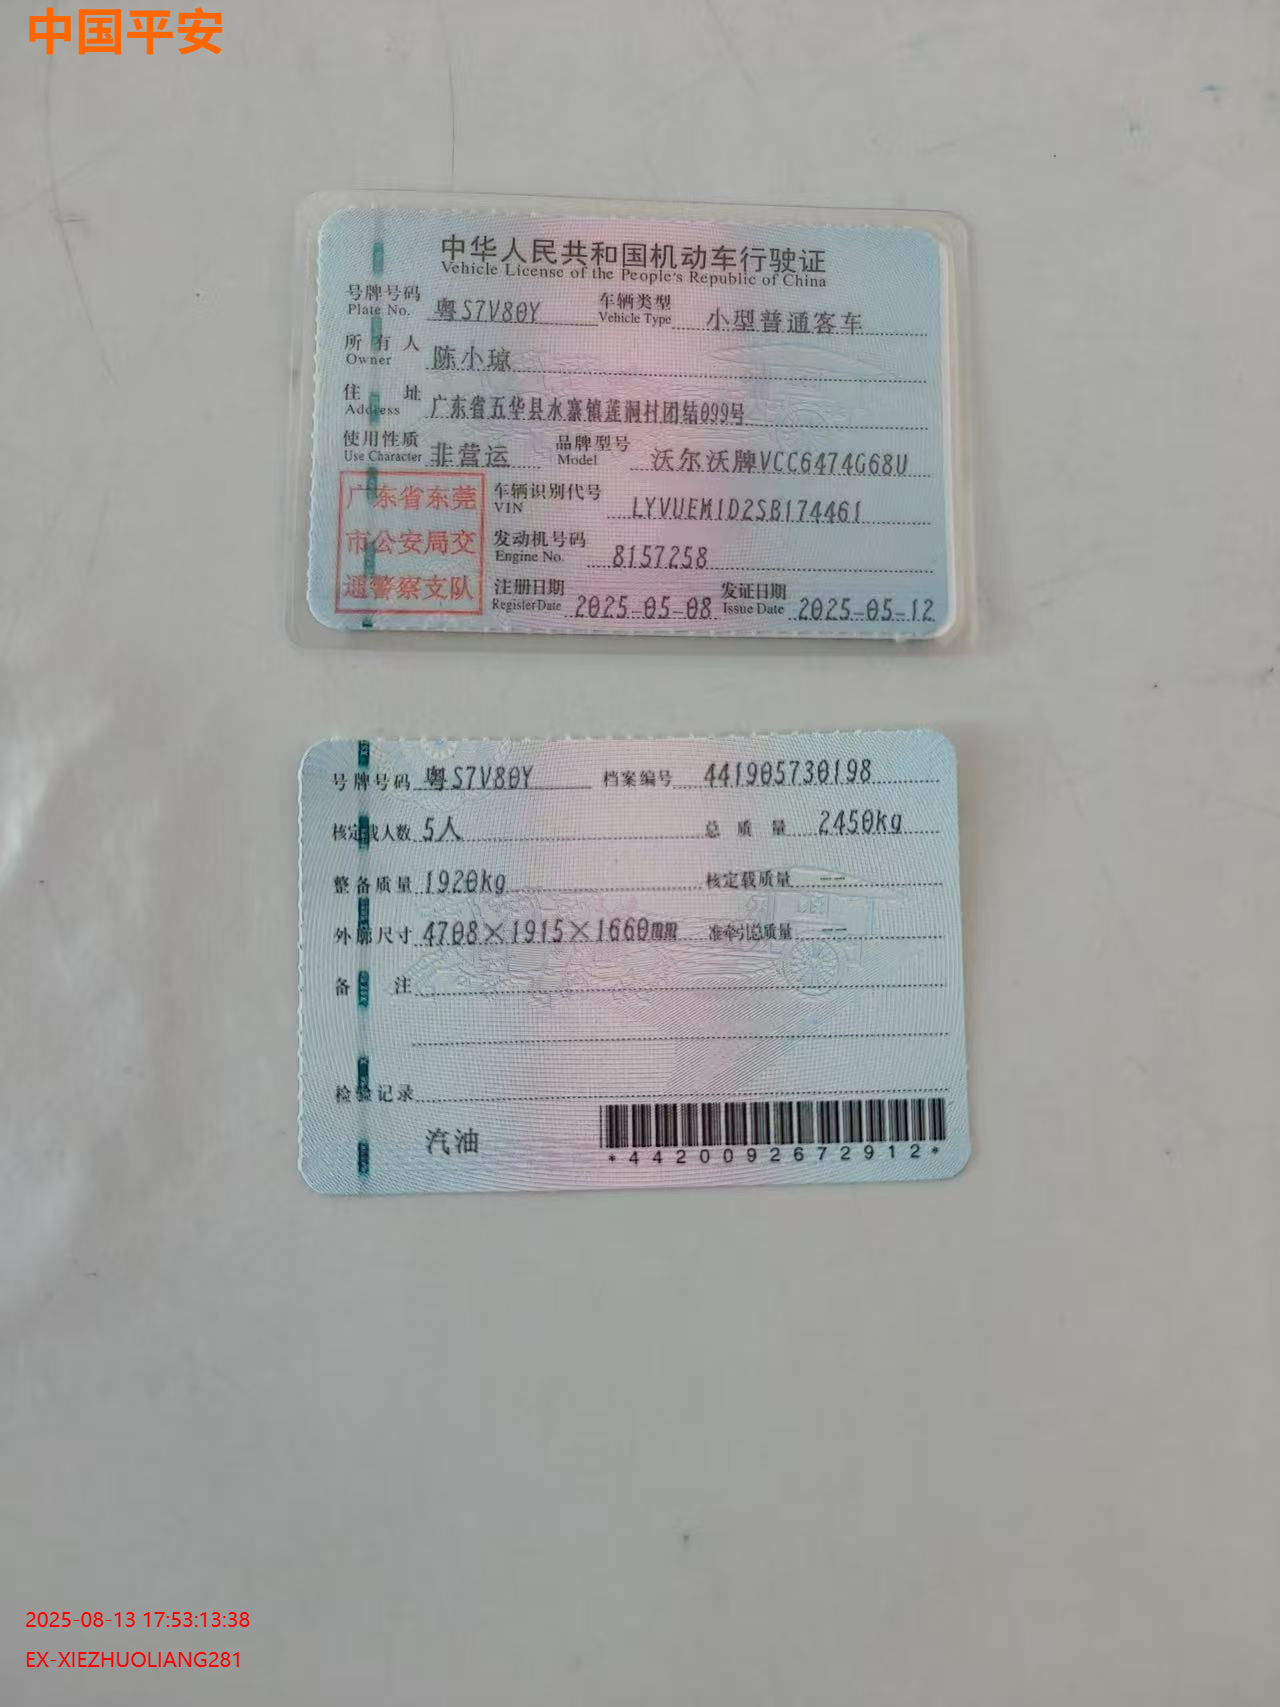 中国平安
中华人民共和国机动车行驶证
Vehicle License of the People's Republic of China
号牌号码 Plate No. 粤S7V80Y 车辆类型 Vehicle Type 小型普通客车
所有人 Owner 陈小琼
住址 Address 广东省五华县水寨镇莲洞村团结099号
使用性质 Use Character 非营运 品牌型号 Model 沃尔沃牌VCC6474G68U
广东省东莞
市公安局交
通警察支队
车辆识别代号 VIN LYVUEM1D2SB174461
发动机号码 Engine No. 8157258
注册日期 Register Date 2025-05-08 发证日期 Issue Date 2025-05-12
号牌号码 粤S7V80Y 档案编号 441905730198
核定载人数 5人 总质量 2450kg
整备质量 1920kg 核定载质量 --
外廓尺寸 4708×1915×1660mm 准牵引总质量 --
备注
检验记录
汽油
*4420092672912*
2025-08-13 17:53:13:38
EX-XIEZHUOLIANG281